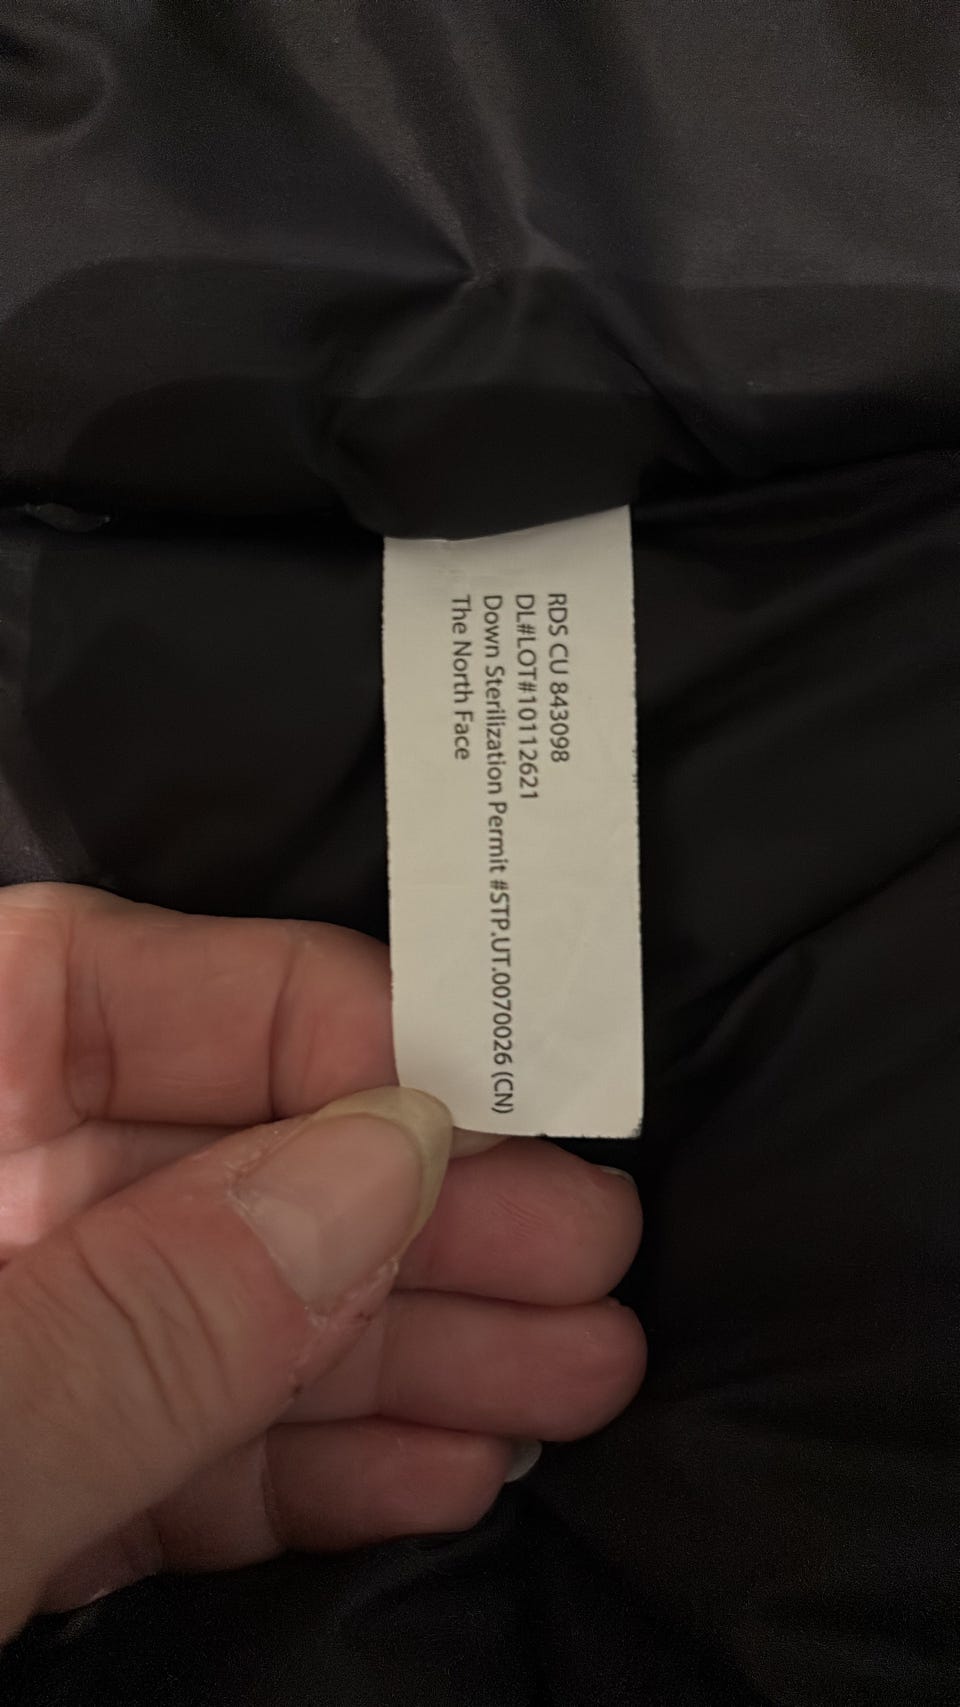 RDS CU 843098
DL#LOT#10112621
Down Sterilization Permit #STP.UT.0070026 (CN)
The North Face